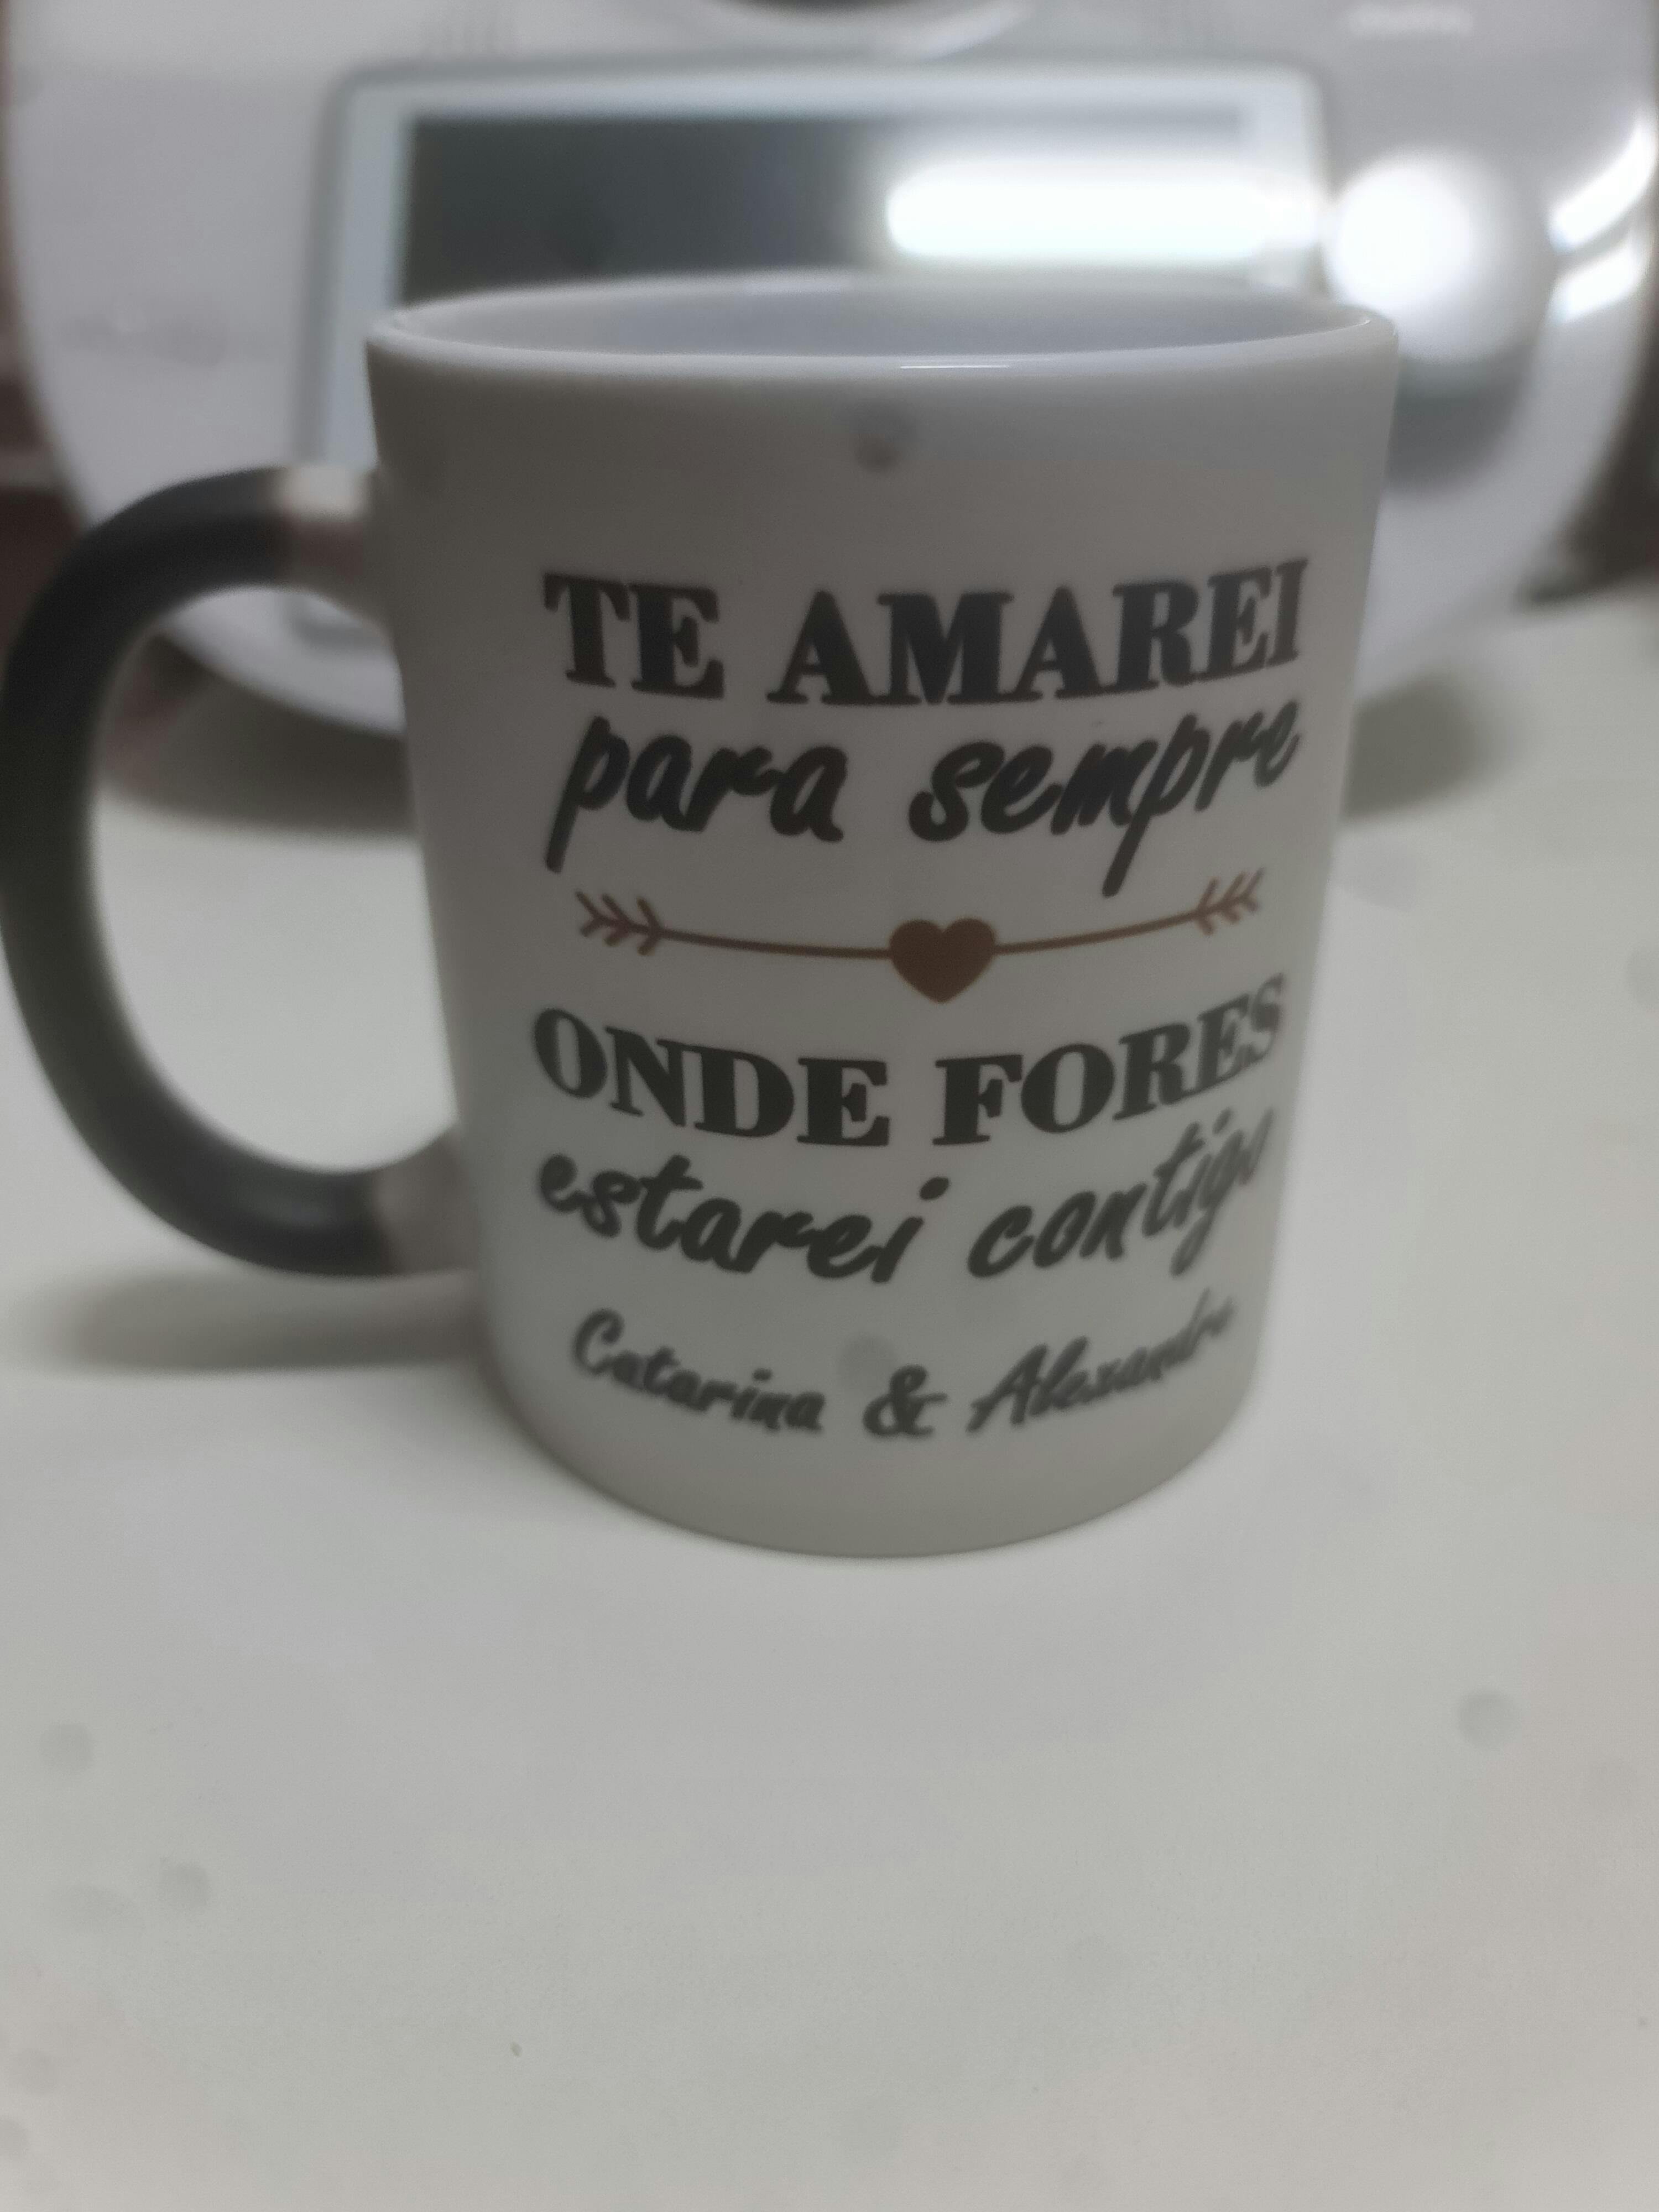 TE AMAREI
para sempre
ONDE FORES
estarei contigo
Catarina & Alexandre